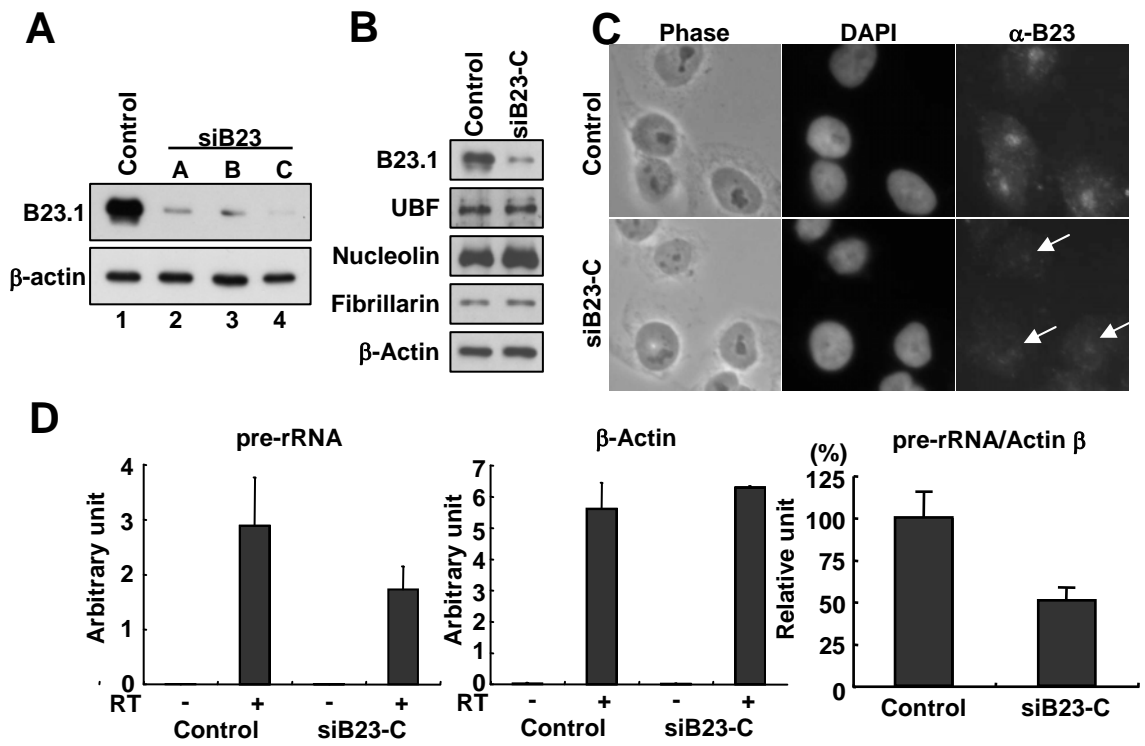 A
Control
siB23
A B C
B23.1
β-actin
1 2 3 4
B
Control
siB23-C
B23.1
UBF
Nucleolin
Fibrillarin
β-Actin
C
Phase DAPI α-B23
Control
siB23-C
D
pre-rRNA
Arbitrary unit
4
3
2
1
0
RT - + - +
Control siB23-C
β-Actin
Arbitrary unit
7
6
5
4
3
2
1
0
RT - + - +
Control siB23-C
pre-rRNA/Actin β
(%)
Relative unit
125
100
75
50
25
0
Control siB23-C